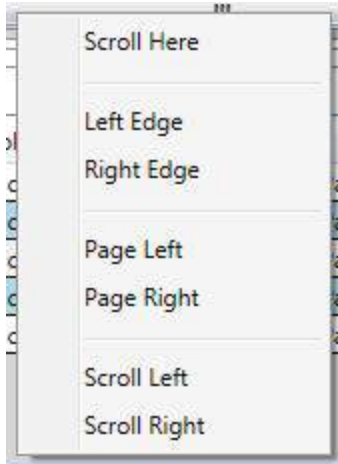 Scroll Here
Left Edge
Right Edge
Page Left
Page Right
Scroll Left
Scroll Right